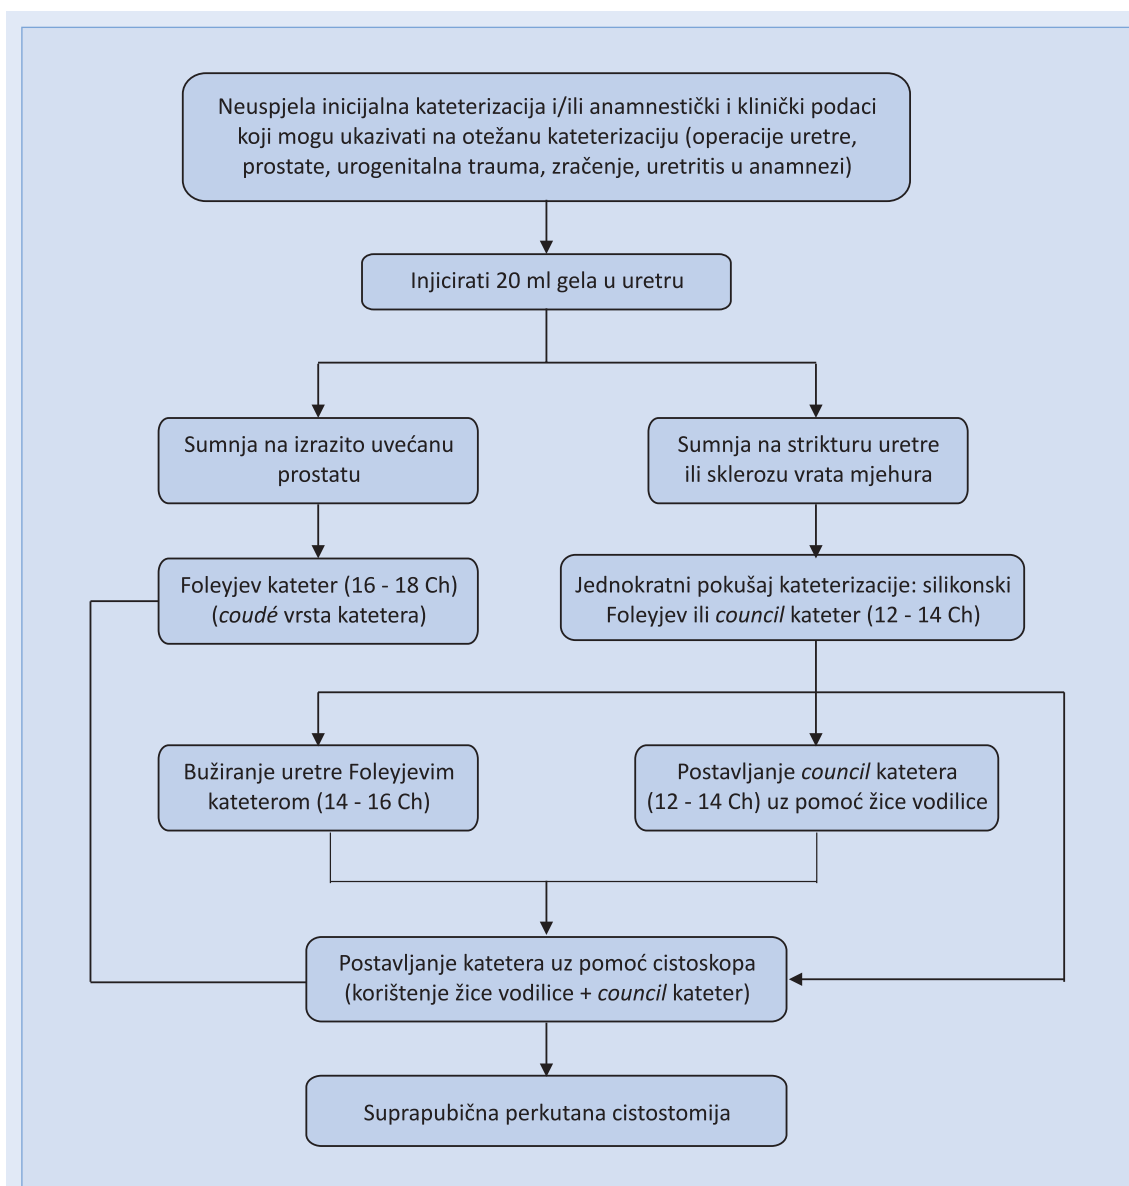 Neuspjela inicijalna kateterizacija i/ili anamnestički i klinički podaci
koji mogu ukazivati na otežanu kateterizaciju (operacije uretre,
prostate, urogenitalna trauma, zračenje, uretritis u anamnezi)
Injicirati 20 ml gela u uretru
Sumnja na izrazito uvećanu
prostatu
Sumnja na strikturu uretre
ili sklerozu vrata mjehura
Foleyjev kateter (16 - 18 Ch)
(coudé vrsta katetera)
Jednokratni pokušaj kateterizacije: silikonski
Foleyjev ili council kateter (12 - 14 Ch)
Bužiranje uretre Foleyjevim
kateterom (14 - 16 Ch)
Postavljanje council katetera
(12 - 14 Ch) uz pomoć žice vodilice
Postavljanje katetera uz pomoć cistoskopa
(korištenje žice vodilice + council kateter)
Suprapubična perkutana cistostomija